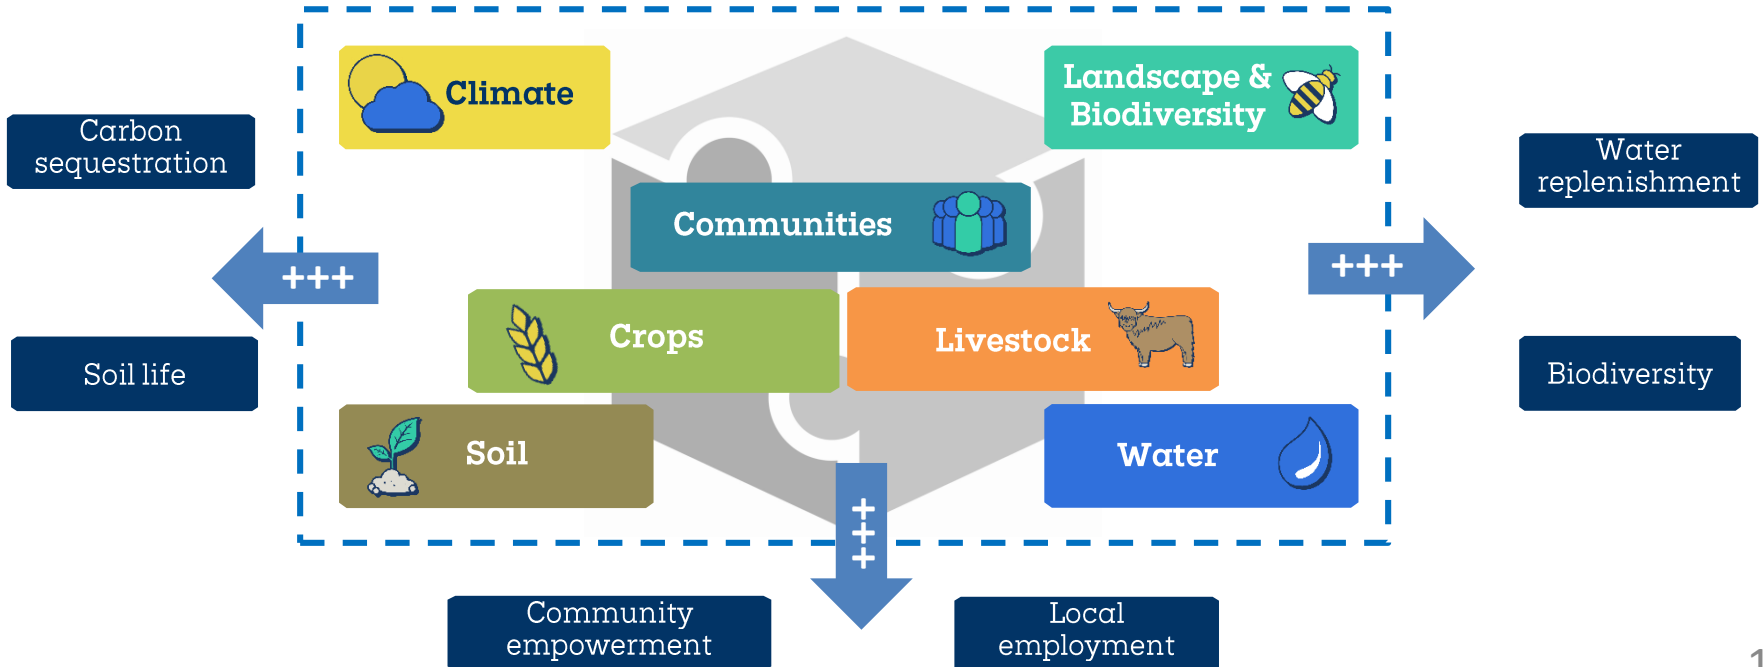 Climate
Landscape &
Biodiversity
Carbon
sequestration
Water
replenishment
Communities
+++
+++
Crops
Livestock
Soil life
Biodiversity
Soil
Water
+++
Community
empowerment
Local
employment